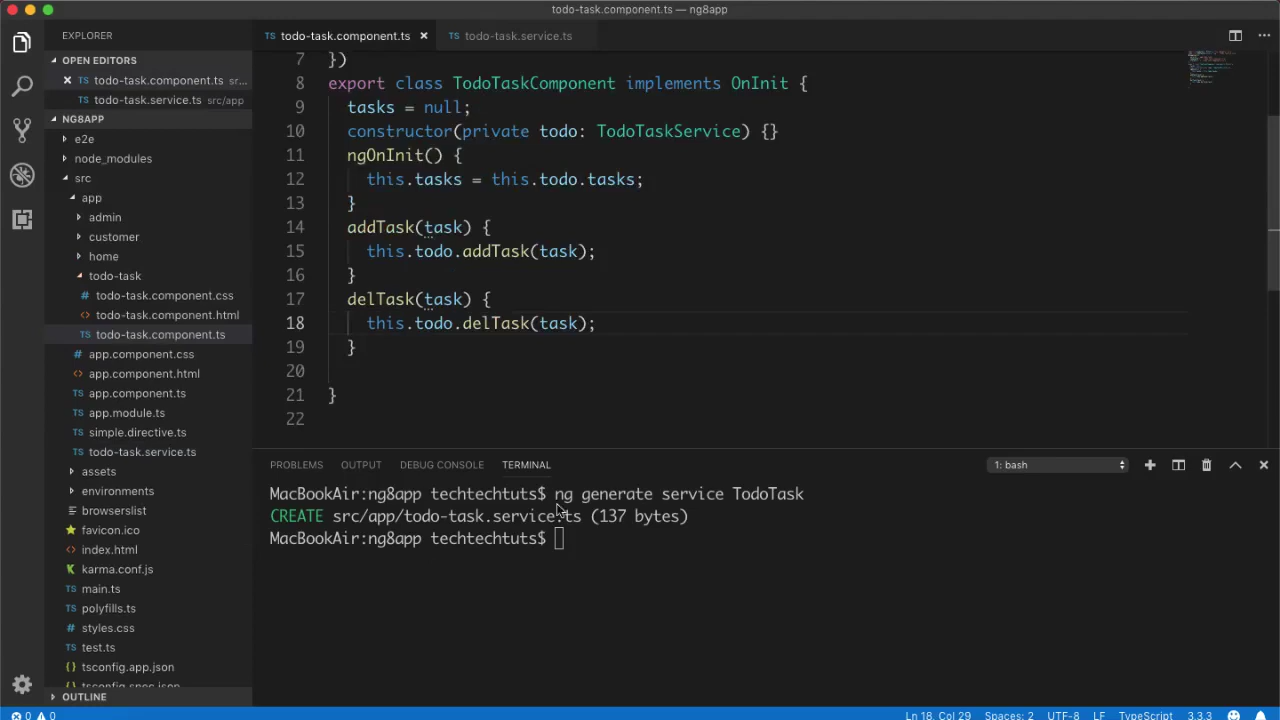 todo-task.component.ts — ng8app
EXPLORER
OPEN EDITORS
TS todo-task.component.ts sr...
TS todo-task.service.ts src/app
NG8APP
e2e
node_modules
src
app
admin
customer
home
todo-task
# todo-task.component.css
<> todo-task.component.html
TS todo-task.component.ts
# app.component.css
<> app.component.html
TS app.component.ts
TS app.module.ts
TS simple.directive.ts
TS todo-task.service.ts
assets
environments
browserslist
favicon.ico
index.html
karma.conf.js
TS main.ts
TS polyfills.ts
# styles.css
TS test.ts
{} tsconfig.app.json
{} tsconfig.spec.json
OUTLINE
TS todo-task.component.ts
TS todo-task.service.ts
7 })
8 export class TodoTaskComponent implements OnInit {
9 tasks = null;
10 constructor(private todo: TodoTaskService) {}
11 ngOnInit() {
12 this.tasks = this.todo.tasks;
13 }
14 addTask(task) {
15 this.todo.addTask(task);
16 }
17 delTask(task) {
18 this.todo.delTask(task);
19 }
20
21 }
22
PROBLEMS OUTPUT DEBUG CONSOLE TERMINAL
1: bash
MacBookAir:ng8app techtechtuts$ ng generate service TodoTask
CREATE src/app/todo-task.service.ts (137 bytes)
MacBookAir:ng8app techtechtuts$
0 0
Ln 18, Col 29 Spaces: 2 UTF-8 LF TypeScript 3.3.3